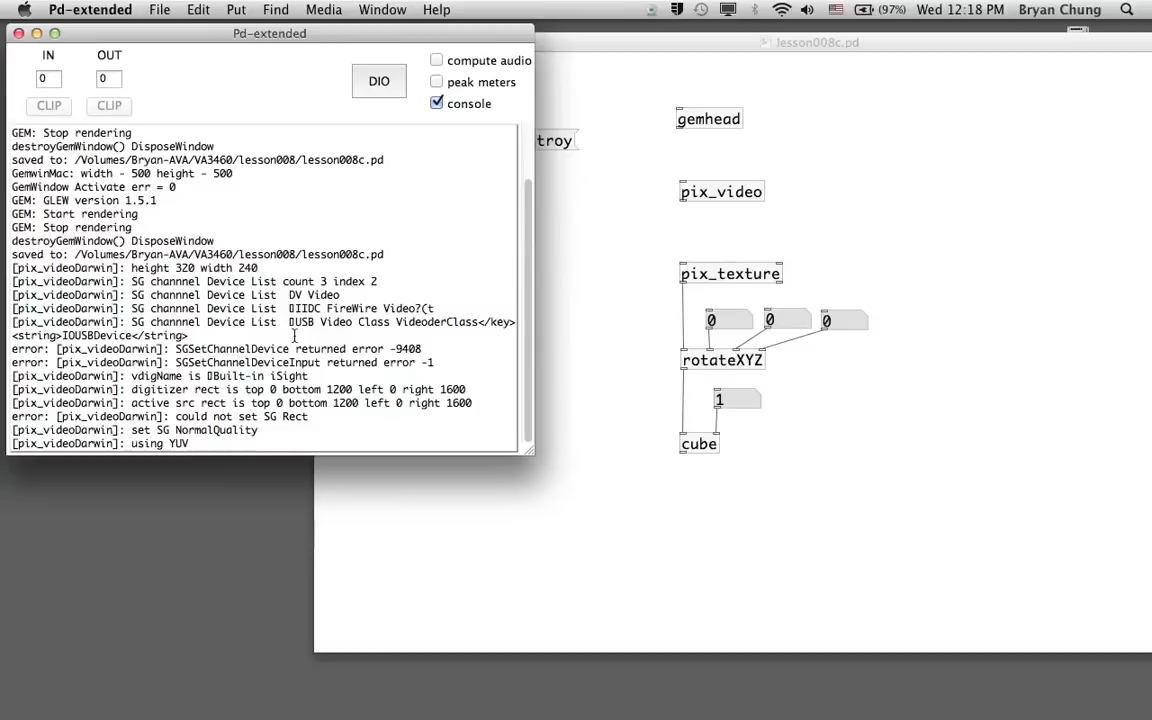 Pd-extended File Edit Put Find Media Window Help (97%) Wed 12:18 PM Bryan Chung
Pd-extended
lesson008c.pd
IN OUT
compute audio
0 0
DIO
peak meters
CLIP CLIP
console
GEM: Stop rendering
destroyGemWindow() DisposeWindow
saved to: /Volumes/Bryan-AVA/VA3460/lesson008/lesson008c.pd
GemwinMac: width - 500 height - 500
GemWindow Activate err = 0
GEM: GLEW version 1.5.1
GEM: Start rendering
GEM: Stop rendering
destroyGemWindow() DisposeWindow
saved to: /Volumes/Bryan-AVA/VA3460/lesson008/lesson008c.pd
[pix_videoDarwin]: height 320 width 240
[pix_videoDarwin]: SG channnel Device List count 3 index 2
[pix_videoDarwin]: SG channnel Device List  DV Video
[pix_videoDarwin]: SG channnel Device List  IIDC FireWire Video?(t
[pix_videoDarwin]: SG channnel Device List  USB Video Class VideoderClass</key>
<string>IOUSBDevice</string>
error: [pix_videoDarwin]: SGSetChannelDevice returned error -9408
error: [pix_videoDarwin]: SGSetChannelDeviceInput returned error -1
[pix_videoDarwin]: vdigName is Built-in iSight
[pix_videoDarwin]: digitizer rect is top 0 bottom 1200 left 0 right 1600
[pix_videoDarwin]: active src rect is top 0 bottom 1200 left 0 right 1600
error: [pix_videoDarwin]: could not set SG Rect
[pix_videoDarwin]: set SG NormalQuality
[pix_videoDarwin]: using YUV
troy
gemhead
pix_video
pix_texture
0 0 0
rotateXYZ
1
cube